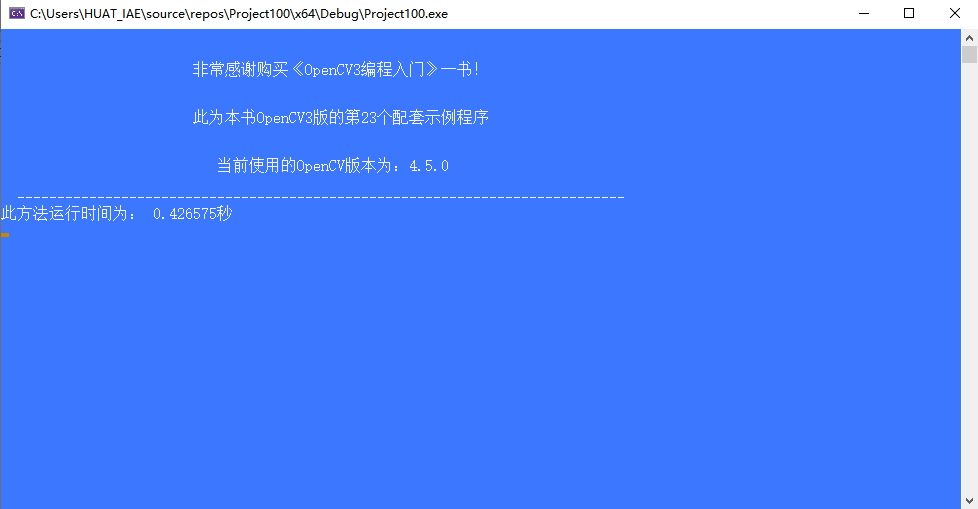 C:\Users\HUAT_IAE\source\repos\Project100\x64\Debug\Project100.exe
非常感谢购买《OpenCV3编程入门》一书!
此为本书OpenCV3版的第23个配套示例程序
当前使用的OpenCV版本为：4.5.0
----------------------------------------------------------------------------
此方法运行时间为： 0.426575秒